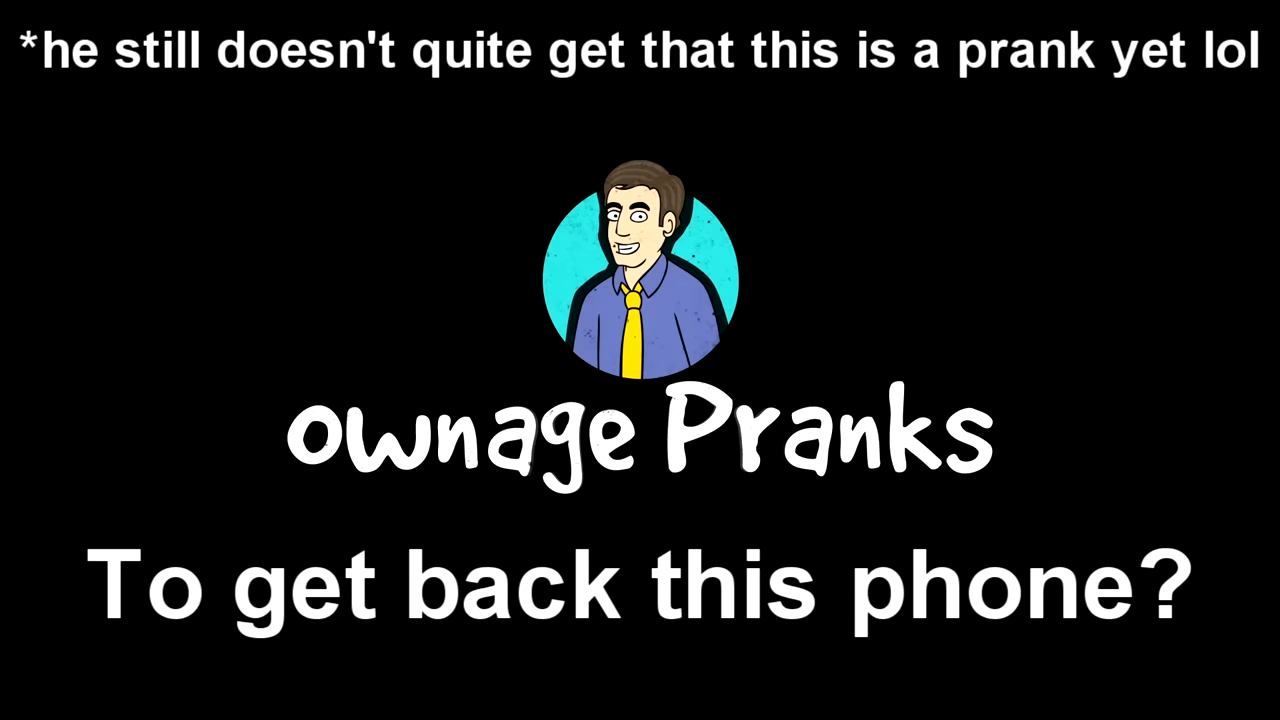 *he still doesn't quite get that this is a prank yet lol
ownage Pranks
To get back this phone?